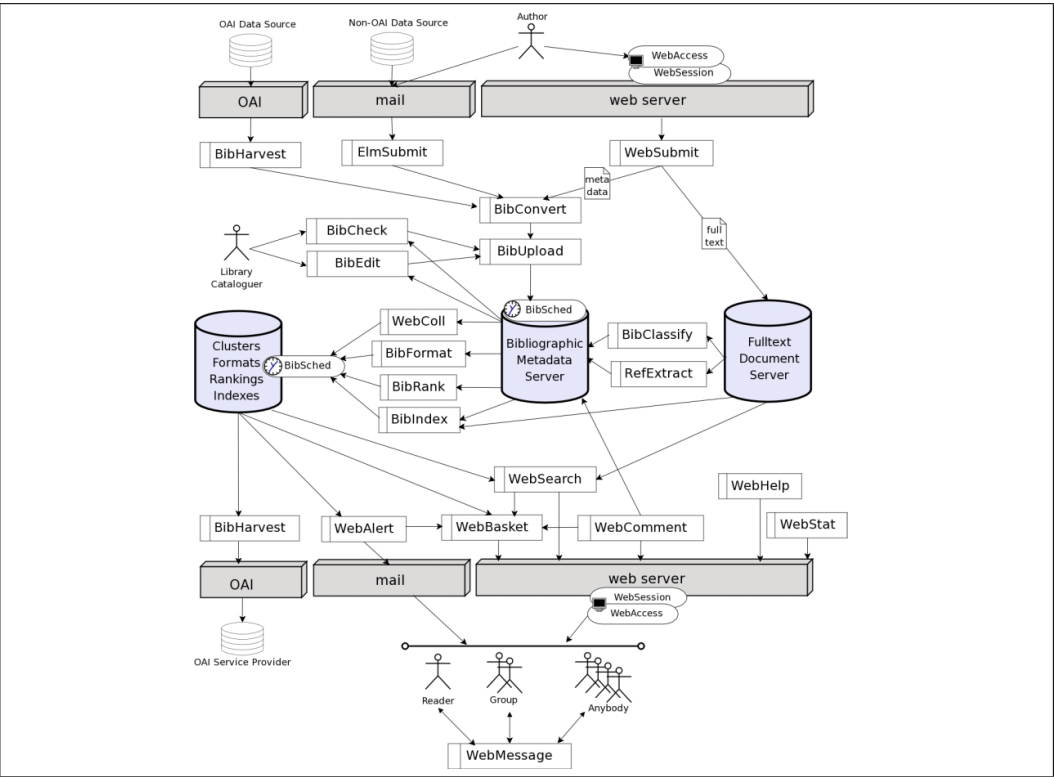 Author
OAI Data Source
Non-OAI Data Source
WebAccess
WebSession
OAI
mail
web server
BibHarvest
ElmSubmit
WebSubmit
meta
data
BibConvert
full
text
BibCheck
BibUpload
BibEdit
Library
Cataloguer
BibSched
WebColl
Bibliographic
Metadata
Server
BibClassify
Fulltext
Document
Server
Clusters
Formats
Rankings
Indexes
BibSched
BibFormat
RefExtract
BibRank
BibIndex
WebSearch
WebHelp
BibHarvest
WebAlert
WebBasket
WebComment
WebStat
OAI
mail
web server
WebSession
WebAccess
OAI Service Provider
Reader
Group
Anybody
WebMessage